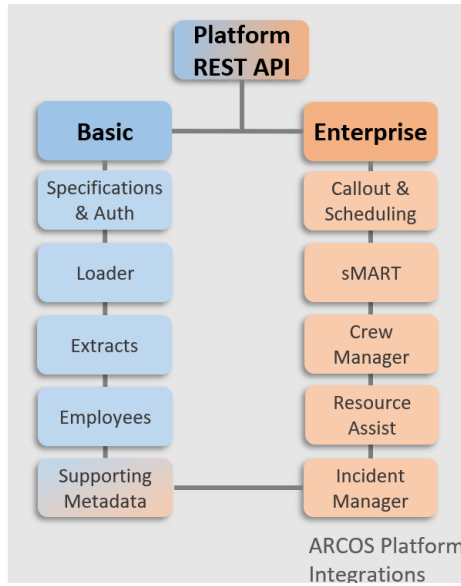 Platform
REST API
Basic
Enterprise
Specifications
& Auth
Callout &
Scheduling
Loader
sMART
Extracts
Crew
Manager
Employees
Resource
Assist
Supporting
Metadata
Incident
Manager
ARCOS Platform
Integrations